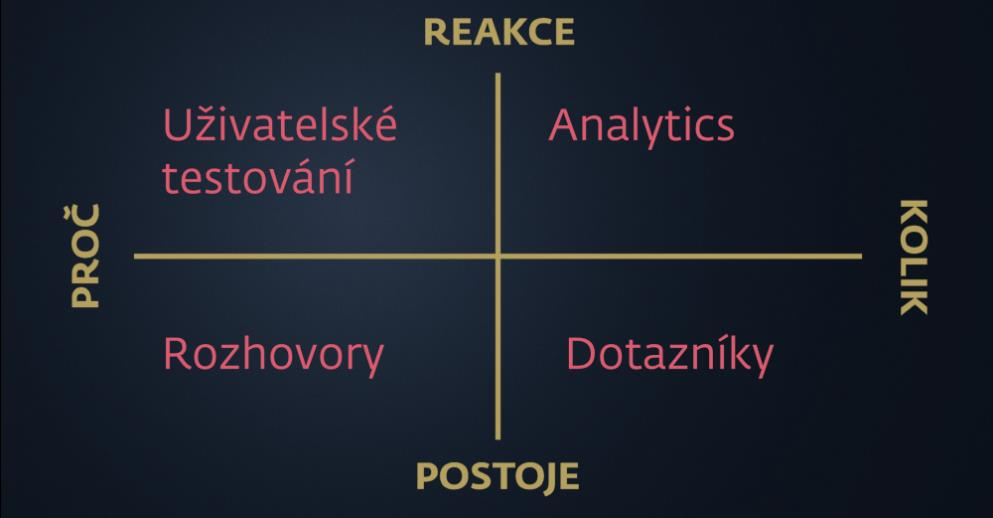 REAKCE
Uživatelské
testování
Analytics
PROČ
KOLIK
Rozhovory
Dotazníky
POSTOJE